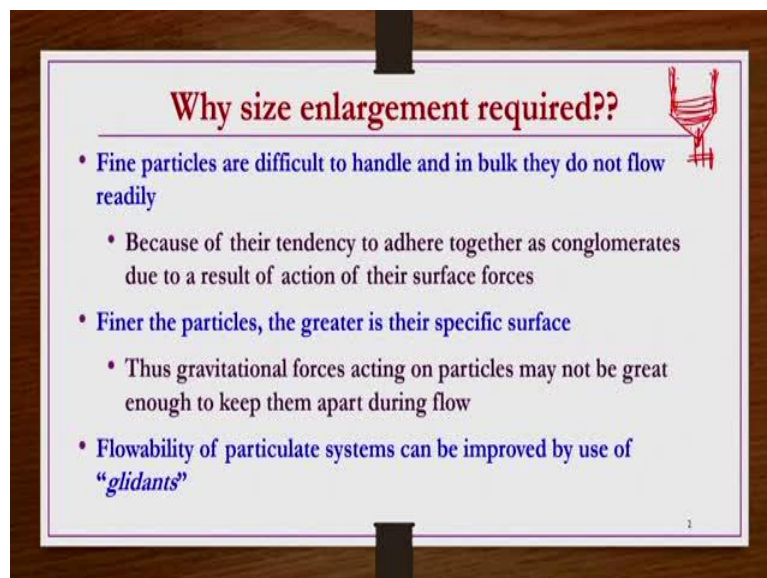 Why size enlargement required??
• Fine particles are difficult to handle and in bulk they do not flow
readily
• Because of their tendency to adhere together as conglomerates
due to a result of action of their surface forces
• Finer the particles, the greater is their specific surface
• Thus gravitational forces acting on particles may not be great
enough to keep them apart during flow
• Flowability of particulate systems can be improved by use of
“glidants”
2